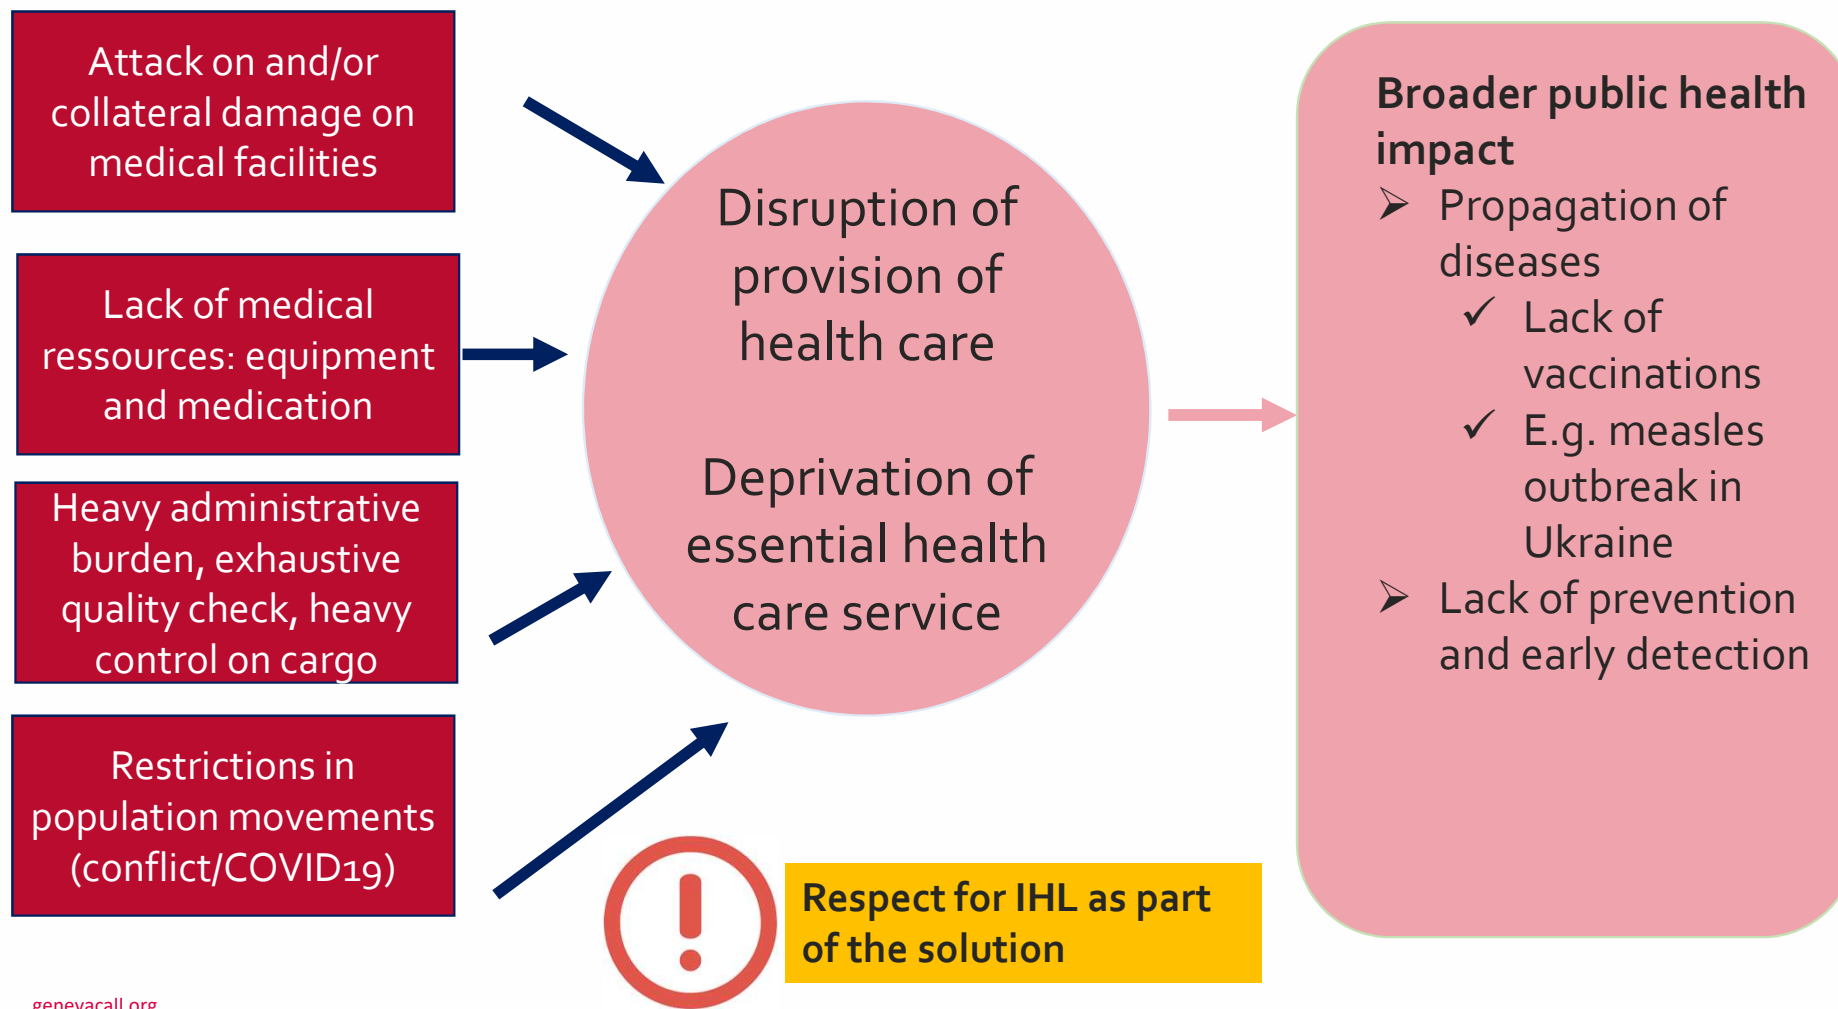 Attack on and/or
collateral damage on
medical facilities
Lack of medical
ressources: equipment
and medication
Heavy administrative
burden, exhaustive
quality check, heavy
control on cargo
Restrictions in
population movements
(conflict/COVID19)
Disruption of
provision of
health care
Deprivation of
essential health
care service
Respect for IHL as part
of the solution
Broader public health
impact
➢ Propagation of
diseases
✓ Lack of
vaccinations
✓ E.g. measles
outbreak in
Ukraine
➢ Lack of prevention
and early detection
genevacall.org